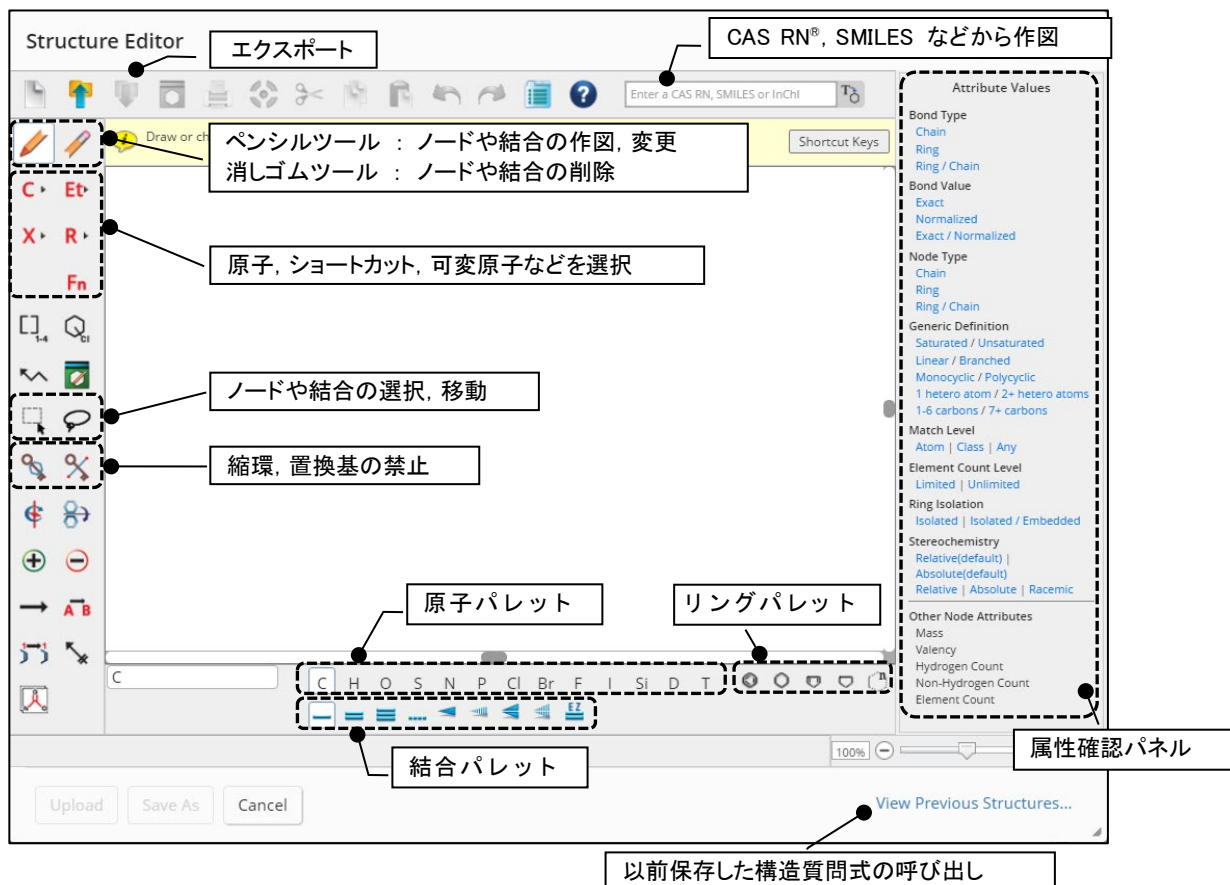 Structure Editor
エクスポート
CAS RN®, SMILES などから作図
Enter a CAS RN, SMILES or InChI
Draw or ch
Shortcut Keys
ペンシルツール : ノードや結合の作図, 変更
消しゴムツール : ノードや結合の削除
C Et
X R
Fn
原子, ショートカット, 可変原子などを選択
1-4 Cl
ノードや結合の選択, 移動
縮環, 置換基の禁止
A B
1 1
原子パレット
リングパレット
C
C H O S N P Cl Br F I Si D T
n
EZ
結合パレット
Attribute Values
Bond Type
Chain
Ring
Ring / Chain
Bond Value
Exact
Normalized
Exact / Normalized
Node Type
Chain
Ring
Ring / Chain
Generic Definition
Saturated / Unsaturated
Linear / Branched
Monocyclic / Polycyclic
1 hetero atom / 2+ hetero atoms
1-6 carbons / 7+ carbons
Match Level
Atom | Class | Any
Element Count Level
Limited | Unlimited
Ring Isolation
Isolated | Isolated / Embedded
Stereochemistry
Relative(default) |
Absolute(default)
Relative | Absolute | Racemic
Other Node Attributes
Mass
Valency
Hydrogen Count
Non-Hydrogen Count
Element Count
100%
属性確認パネル
Upload Save As Cancel
View Previous Structures...
以前保存した構造質問式の呼び出し